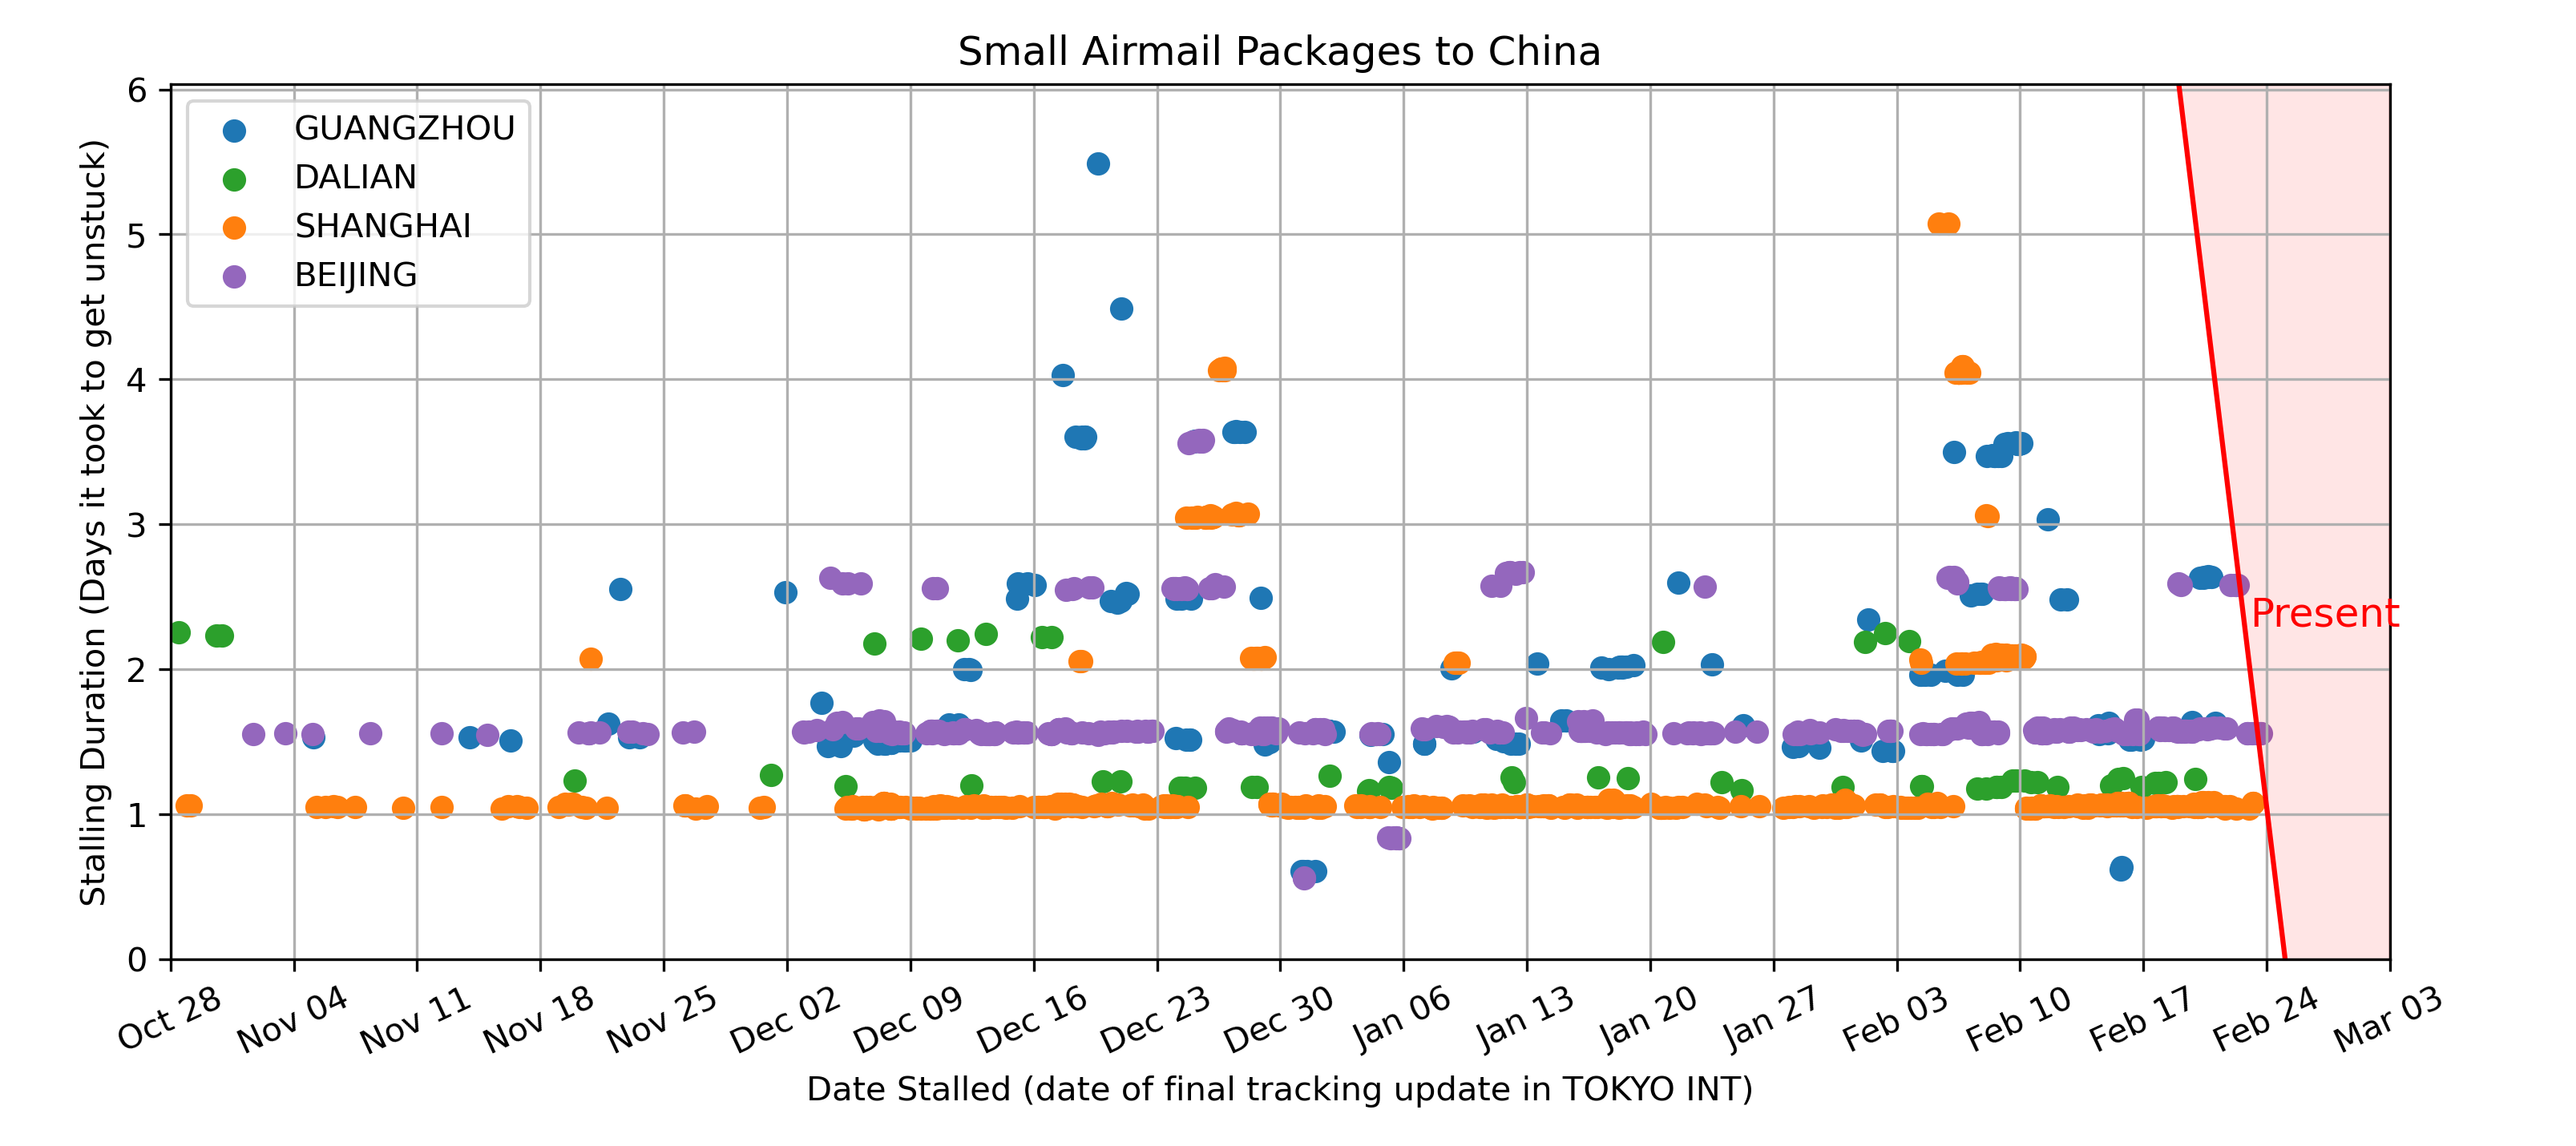 Small Airmail Packages to China
Stalling Duration (Days it took to get unstuck)
6
5
4
3
2
1
0
GUANGZHOU
DALIAN
SHANGHAI
BEIJING
Present
Oct 28
Nov 04
Nov 11
Nov 18
Nov 25
Dec 02
Dec 09
Dec 16
Dec 23
Dec 30
Jan 06
Jan 13
Jan 20
Jan 27
Feb 03
Feb 10
Feb 17
Feb 24
Mar 03
Date Stalled (date of final tracking update in TOKYO INT)